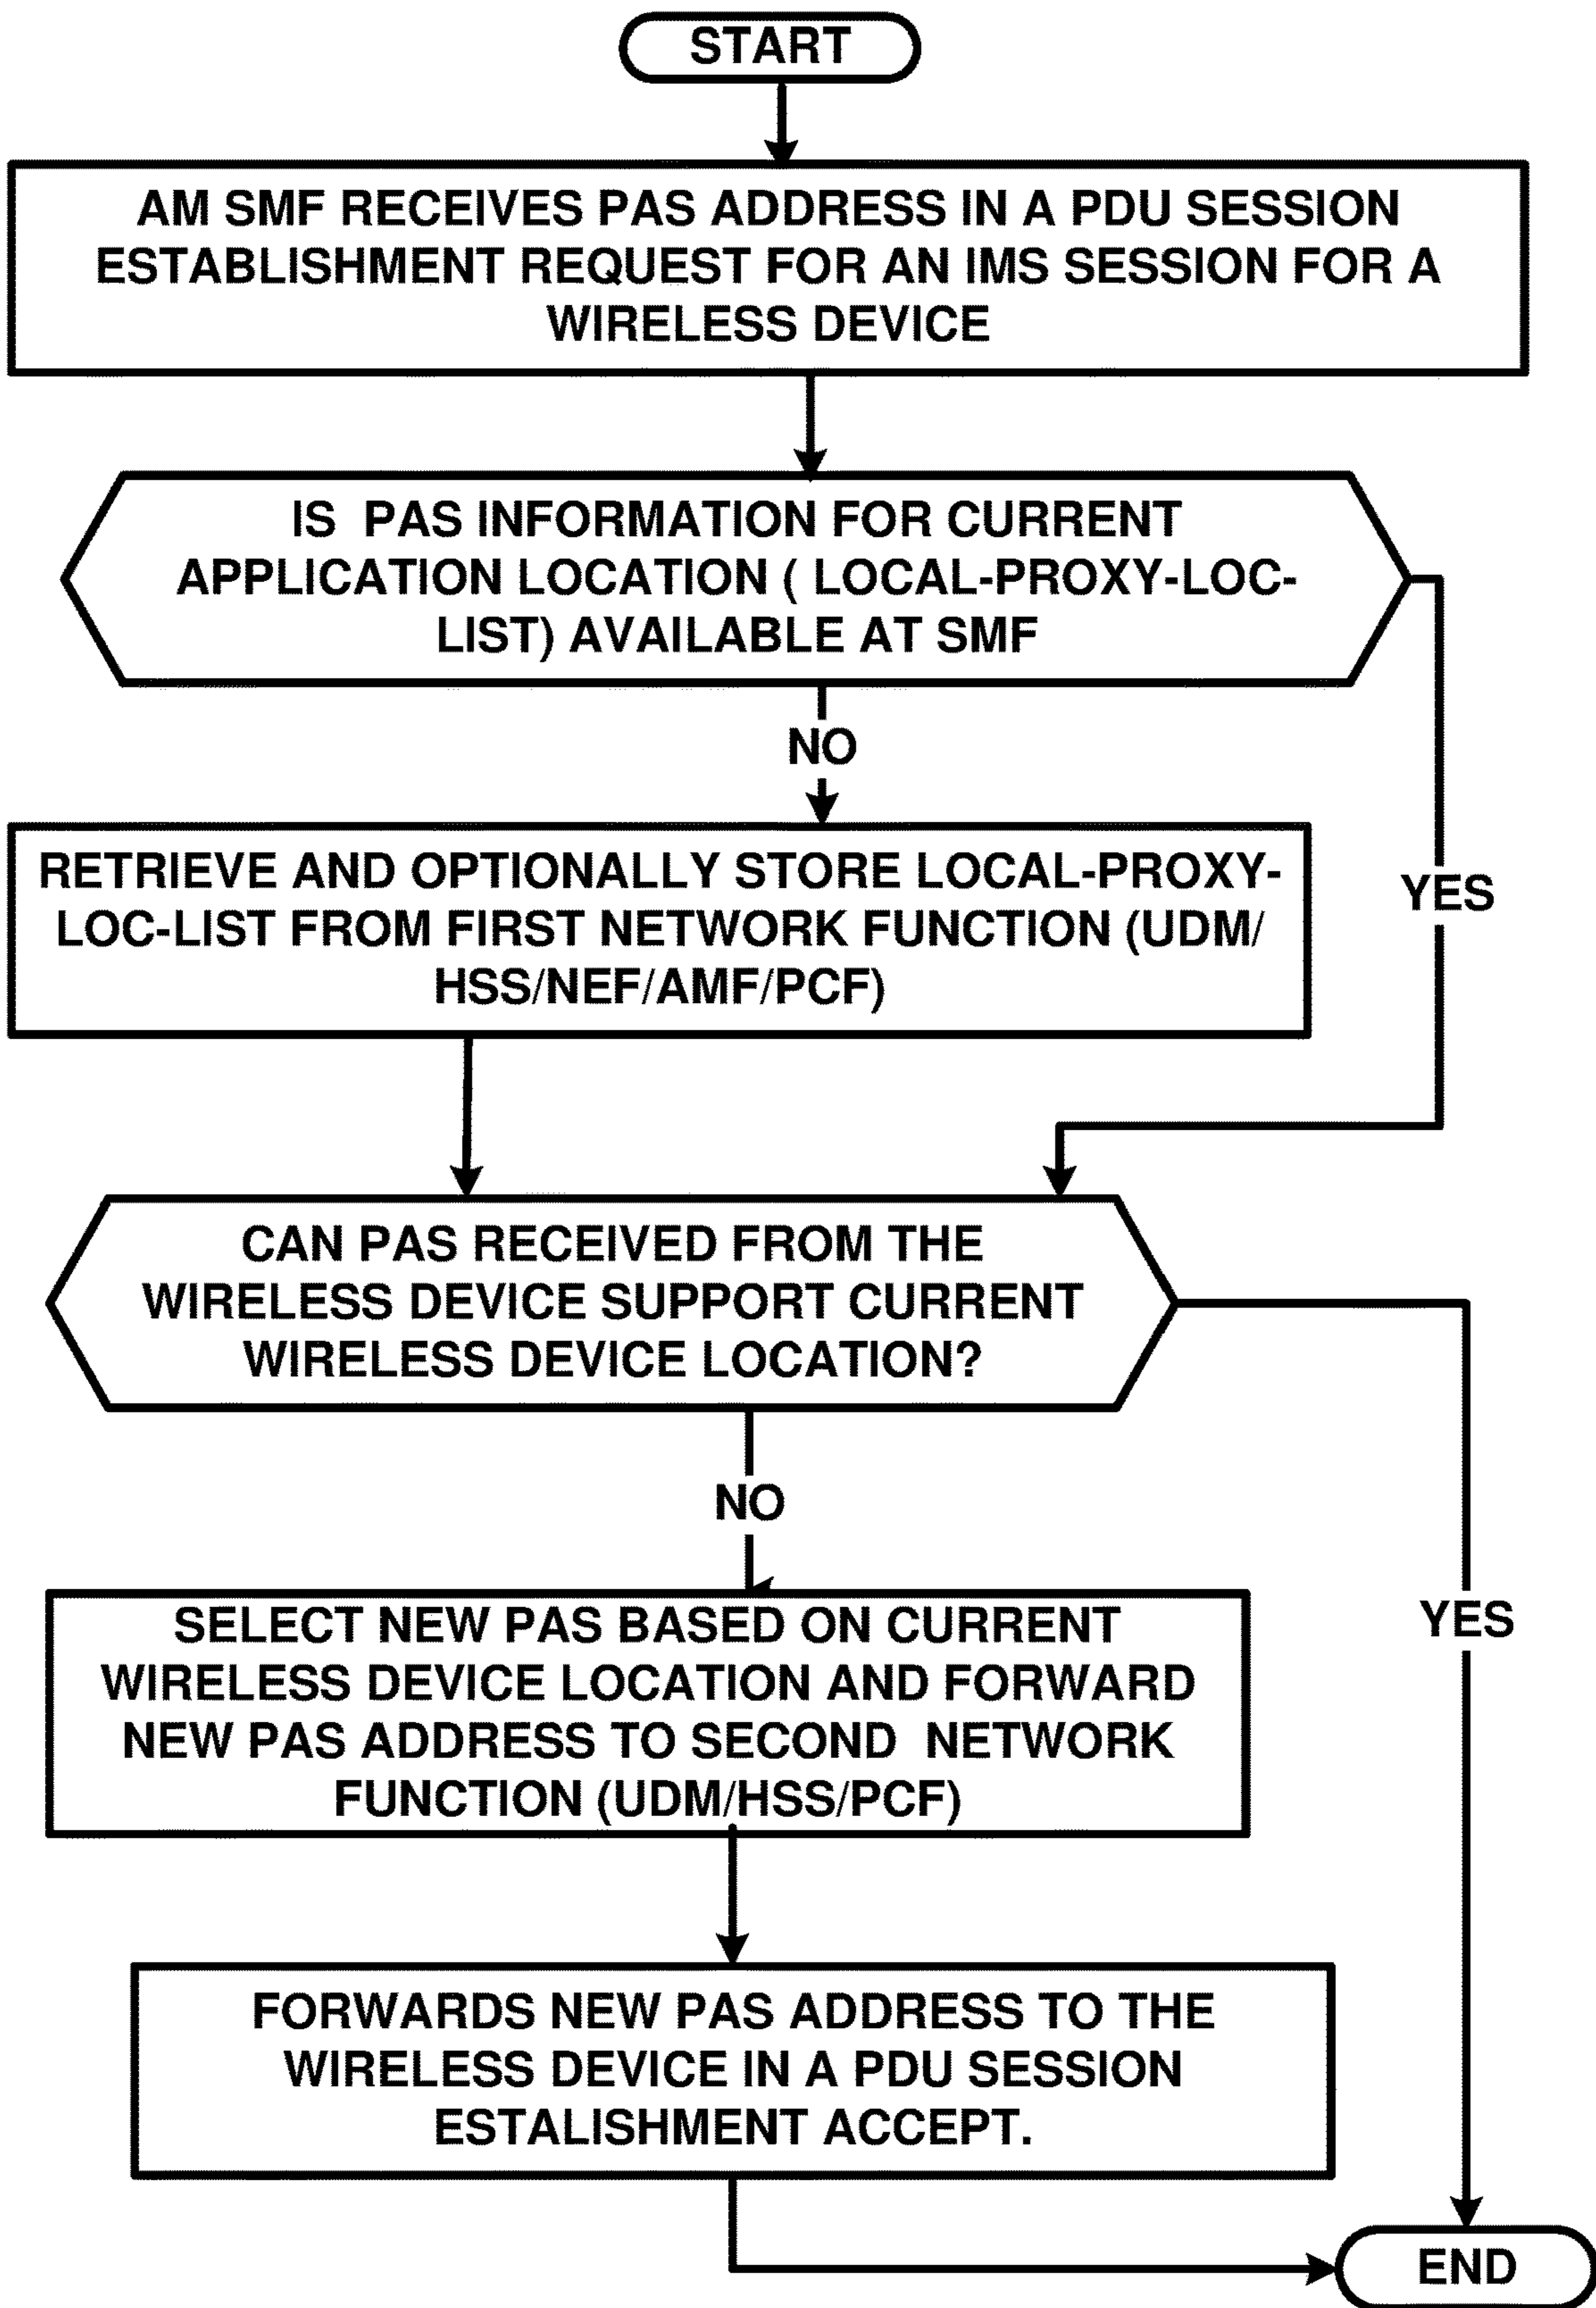 START
AM SMF RECEIVES PAS ADDRESS IN A PDU SESSION
ESTABLISHMENT REQUEST FOR AN IMS SESSION FOR A
WIRELESS DEVICE
IS PAS INFORMATION FOR CURRENT
APPLICATION LOCATION ( LOCAL-PROXY-LOC-
LIST) AVAILABLE AT SMF
NO
YES
RETRIEVE AND OPTIONALLY STORE LOCAL-PROXY-
LOC-LIST FROM FIRST NETWORK FUNCTION (UDM/
HSS/NEF/AMF/PCF)
CAN PAS RECEIVED FROM THE
WIRELESS DEVICE SUPPORT CURRENT
WIRELESS DEVICE LOCATION?
NO
YES
SELECT NEW PAS BASED ON CURRENT
WIRELESS DEVICE LOCATION AND FORWARD
NEW PAS ADDRESS TO SECOND NETWORK
FUNCTION (UDM/HSS/PCF)
FORWARDS NEW PAS ADDRESS TO THE
WIRELESS DEVICE IN A PDU SESSION
ESTALISHMENT ACCEPT.
END